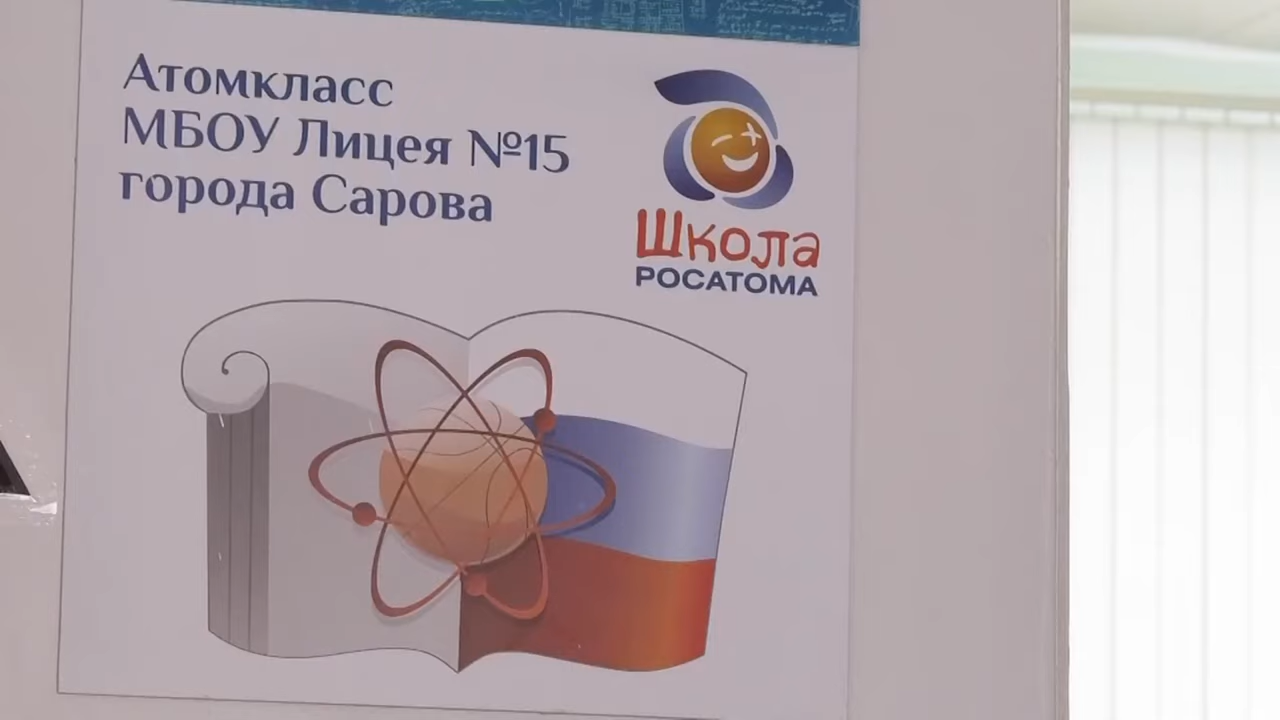 Атомкласс
МБОУ Лицея №15
города Сарова
Школа
РОСАТОМА